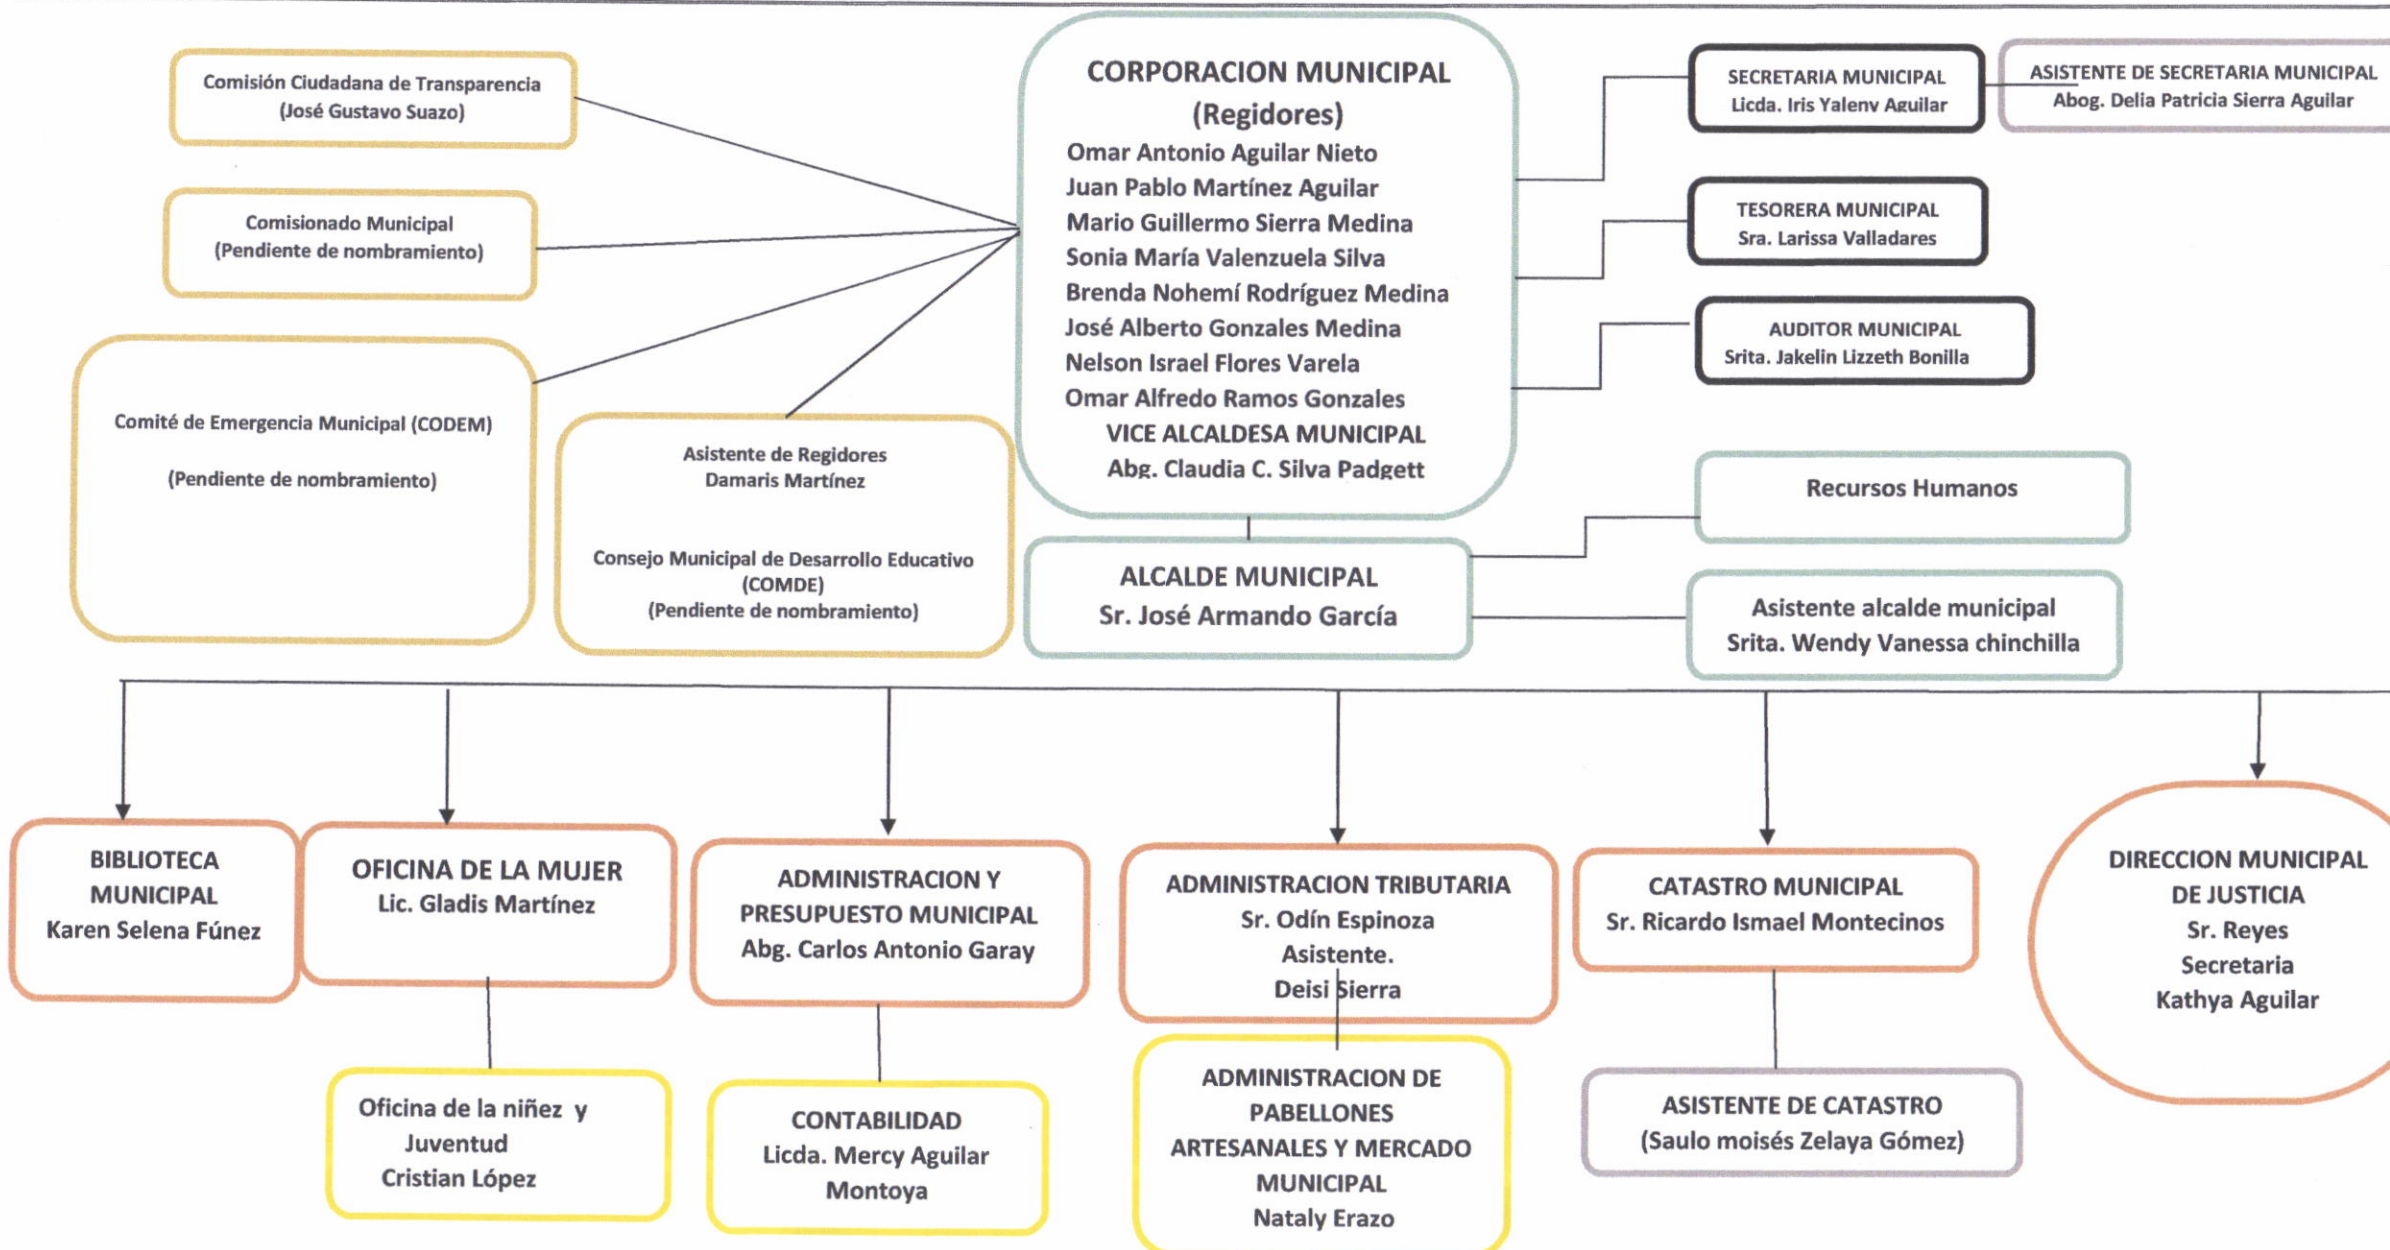 Comisión Ciudadana de Transparencia
(José Gustavo Suazo)
Comisionado Municipal
(Pendiente de nombramiento)
Comité de Emergencia Municipal (CODEM)
(Pendiente de nombramiento)
Asistente de Regidores
Damaris Martínez
Consejo Municipal de Desarrollo Educativo
(COMDE)
(Pendiente de nombramiento)
CORPORACION MUNICIPAL
(Regidores)
Omar Antonio Aguilar Nieto
Juan Pablo Martínez Aguilar
Mario Guillermo Sierra Medina
Sonia María Valenzuela Silva
Brenda Nohemí Rodríguez Medina
José Alberto Gonzales Medina
Nelson Israel Flores Varela
Omar Alfredo Ramos Gonzales
VICE ALCALDESA MUNICIPAL
Abg. Claudia C. Silva Padgett
ALCALDE MUNICIPAL
Sr. José Armando García
SECRETARIA MUNICIPAL
Licda. Iris Yaleny Aguilar
ASISTENTE DE SECRETARIA MUNICIPAL
Abog. Delia Patricia Sierra Aguilar
TESORERA MUNICIPAL
Sra. Larissa Valladares
AUDITOR MUNICIPAL
Srita. Jakelin Lizzeth Bonilla
Recursos Humanos
Asistente alcalde municipal
Srita. Wendy Vanessa chinchilla
BIBLIOTECA
MUNICIPAL
Karen Selena Fúnez
OFICINA DE LA MUJER
Lic. Gladis Martínez
ADMINISTRACION Y
PRESUPUESTO MUNICIPAL
Abg. Carlos Antonio Garay
ADMINISTRACION TRIBUTARIA
Sr. Odín Espinoza
Asistente.
Deisi Sierra
CATASTRO MUNICIPAL
Sr. Ricardo Ismael Montecinos
DIRECCION MUNICIPAL
DE JUSTICIA
Sr. Reyes
Secretaria
Kathya Aguilar
Oficina de la niñez y
Juventud
Cristian López
CONTABILIDAD
Licda. Mercy Aguilar
Montoya
ADMINISTRACION DE
PABELLONES
ARTESANALES Y MERCADO
MUNICIPAL
Nataly Erazo
ASISTENTE DE CATASTRO
(Saulo moisés Zelaya Gómez)